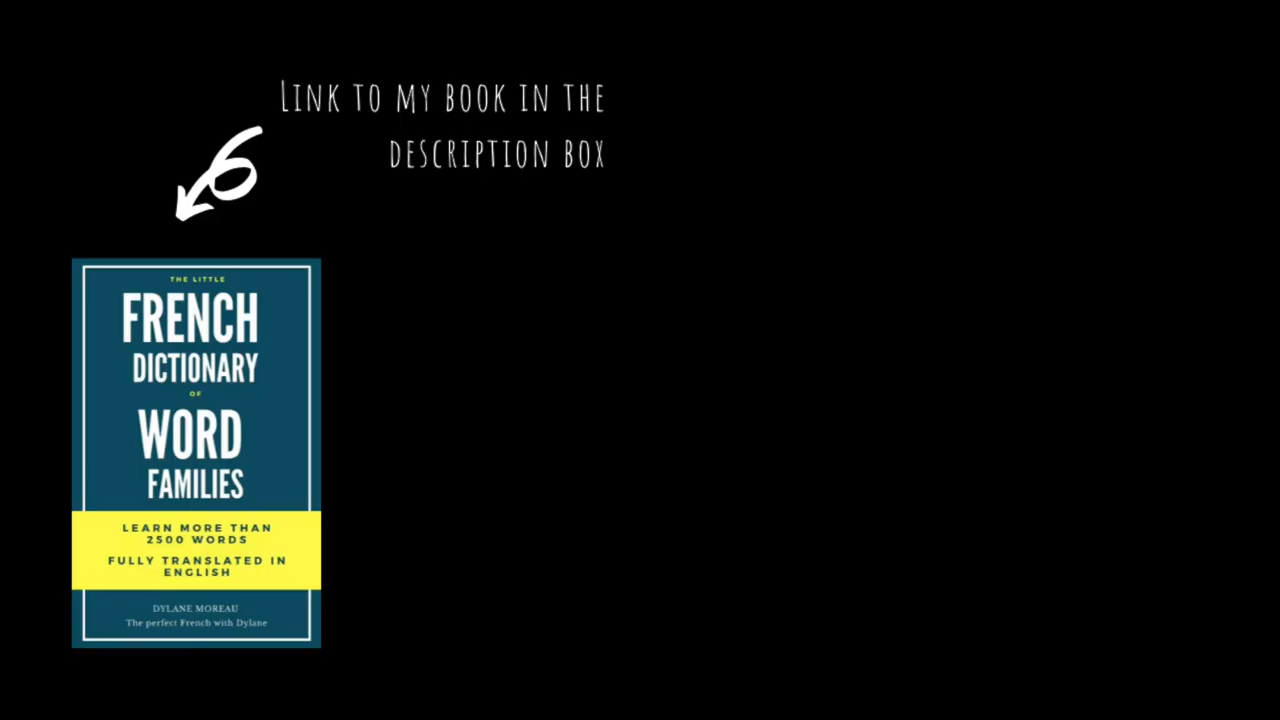 Link to my book in the
description box
THE LITTLE
FRENCH
DICTIONARY
OF
WORD
FAMILIES
LEARN MORE THAN
2500 WORDS
FULLY TRANSLATED IN
ENGLISH
DYLANE MOREAU
The perfect French with Dylane